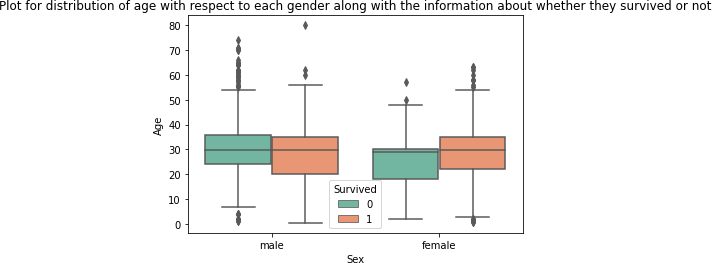 Plot for distribution of age with respect to each gender along with the information about whether they survived or not
80
70
60
50
40
30
20
10
0
Age
Survived
0
1
male female
Sex